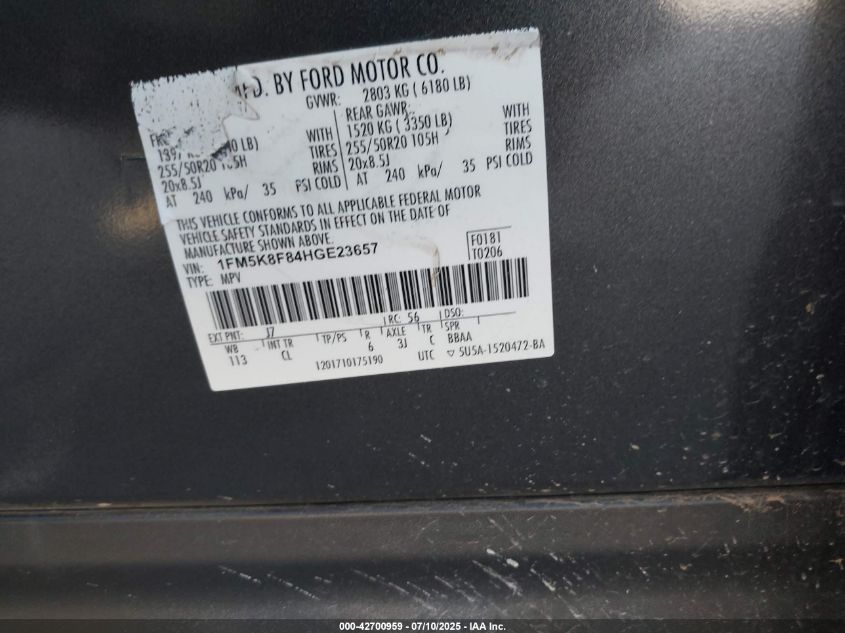 MFD. BY FORD MOTOR CO.
GVWR: 2803 KG ( 6180 LB)
LB) WITH
255/50R20 105H TIRES
20x8.5J RIMS
AT 240 kPa/ 35 PSI COLD
REAR GAWR:
1520 KG ( 3350 LB) WITH
255/50R20 105H TIRES
20x8.5J RIMS
AT 240 kPa/ 35 PSI COLD
THIS VEHICLE CONFORMS TO ALL APPLICABLE FEDERAL MOTOR
VEHICLE SAFETY STANDARDS IN EFFECT ON THE DATE OF
MANUFACTURE SHOWN ABOVE.
VIN: 1FM5K8F84HGE23657
TYPE: MPV
F0181
T0206
EXT PNT: J7 RC: 56 DSO:
WB INT TR TP/PS R AXLE TR SPR
113 CL 6 3J C BBAA
1201710175190 UTC ▽ 5U5A-1520472-BA
000-42700959 - 07/10/2025 - IAA Inc.